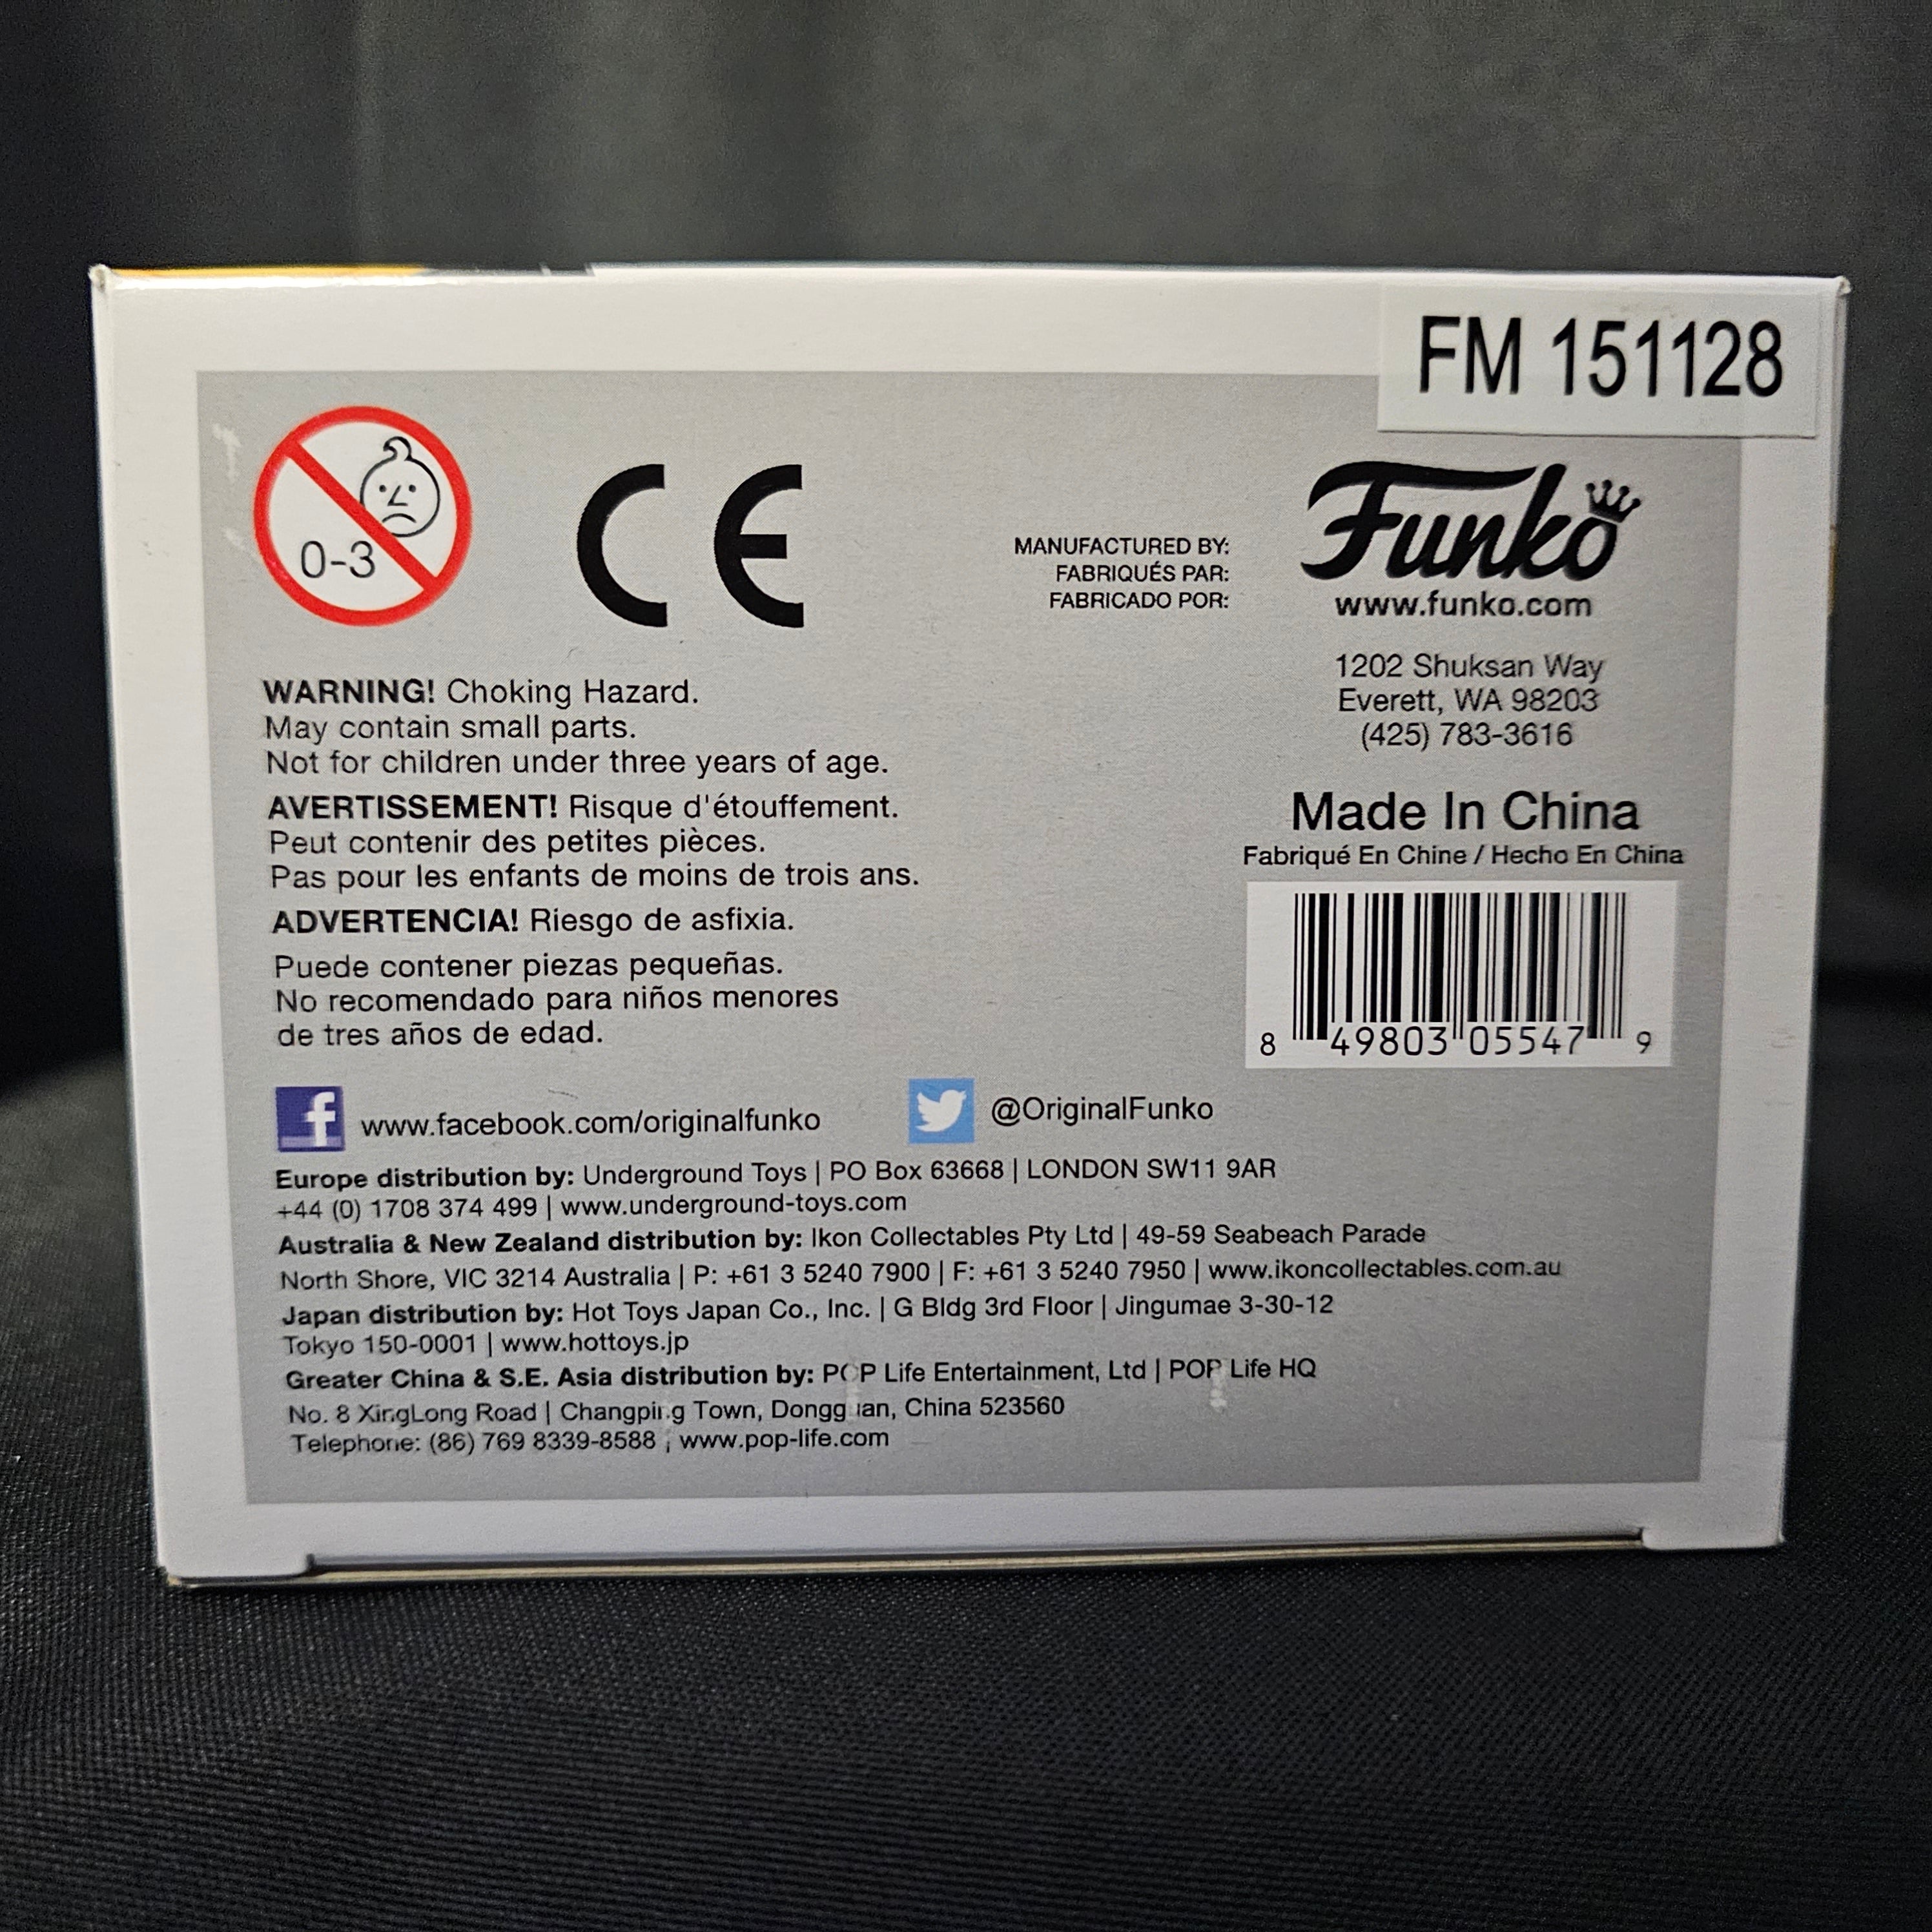 FM 151128
0-3
CE
MANUFACTURED BY:
FABRIQUÉS PAR:
FABRICADO POR:
Funko
www.funko.com
1202 Shuksan Way
Everett, WA 98203
(425) 783-3616
Made In China
Fabriqué En Chine / Hecho En China
8 49803 05547 9
WARNING! Choking Hazard.
May contain small parts.
Not for children under three years of age.
AVERTISSEMENT! Risque d'étouffement.
Peut contenir des petites pièces.
Pas pour les enfants de moins de trois ans.
ADVERTENCIA! Riesgo de asfixia.
Puede contener piezas pequeñas.
No recomendado para niños menores
de tres años de edad.
www.facebook.com/originalfunko
@OriginalFunko
Europe distribution by: Underground Toys | PO Box 63668 | LONDON SW11 9AR
+44 (0) 1708 374 499 | www.underground-toys.com
Australia & New Zealand distribution by: Ikon Collectables Pty Ltd | 49-59 Seabeach Parade
North Shore, VIC 3214 Australia | P: +61 3 5240 7900 | F: +61 3 5240 7950 | www.ikoncollectables.com.au
Japan distribution by: Hot Toys Japan Co., Inc. | G Bldg 3rd Floor | Jingumae 3-30-12
Tokyo 150-0001 | www.hottoys.jp
Greater China & S.E. Asia distribution by: POP Life Entertainment, Ltd | POP Life HQ
No. 8 XingLong Road | Changping Town, Dongguan, China 523560
Telephone: (86) 769 8339-8588 | www.pop-life.com